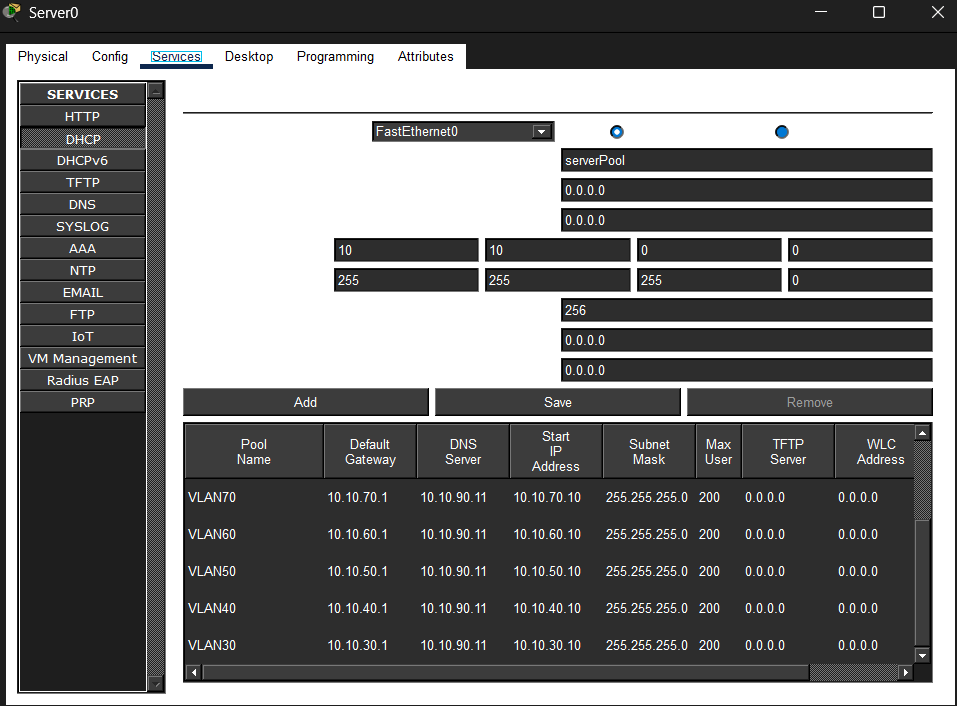 Server0
Physical Config Services Desktop Programming Attributes
SERVICES
HTTP
DHCP
DHCPv6
TFTP
DNS
SYSLOG
AAA
NTP
EMAIL
FTP
IoT
VM Management
Radius EAP
PRP
FastEthernet0
serverPool
0.0.0.0
0.0.0.0
10 10 0 0
255 255 255 0
256
0.0.0.0
0.0.0.0
Add Save Remove
Pool Name Default Gateway DNS Server Start IP Address Subnet Mask Max User TFTP Server WLC Address
VLAN70 10.10.70.1 10.10.90.11 10.10.70.10 255.255.255.0 200 0.0.0.0 0.0.0.0
VLAN60 10.10.60.1 10.10.90.11 10.10.60.10 255.255.255.0 200 0.0.0.0 0.0.0.0
VLAN50 10.10.50.1 10.10.90.11 10.10.50.10 255.255.255.0 200 0.0.0.0 0.0.0.0
VLAN40 10.10.40.1 10.10.90.11 10.10.40.10 255.255.255.0 200 0.0.0.0 0.0.0.0
VLAN30 10.10.30.1 10.10.90.11 10.10.30.10 255.255.255.0 200 0.0.0.0 0.0.0.0